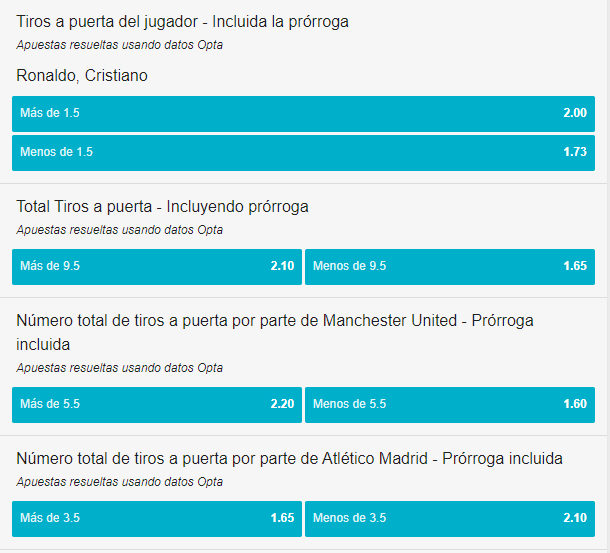 Tiros a puerta del jugador - Incluida la prórroga
Apuestas resueltas usando datos Opta
Ronaldo, Cristiano
Más de 1.5 2.00
Menos de 1.5 1.73
Total Tiros a puerta - Incluyendo prórroga
Apuestas resueltas usando datos Opta
Más de 9.5 2.10 Menos de 9.5 1.65
Número total de tiros a puerta por parte de Manchester United - Prórroga
incluida
Apuestas resueltas usando datos Opta
Más de 5.5 2.20 Menos de 5.5 1.60
Número total de tiros a puerta por parte de Atlético Madrid - Prórroga incluida
Apuestas resueltas usando datos Opta
Más de 3.5 1.65 Menos de 3.5 2.10